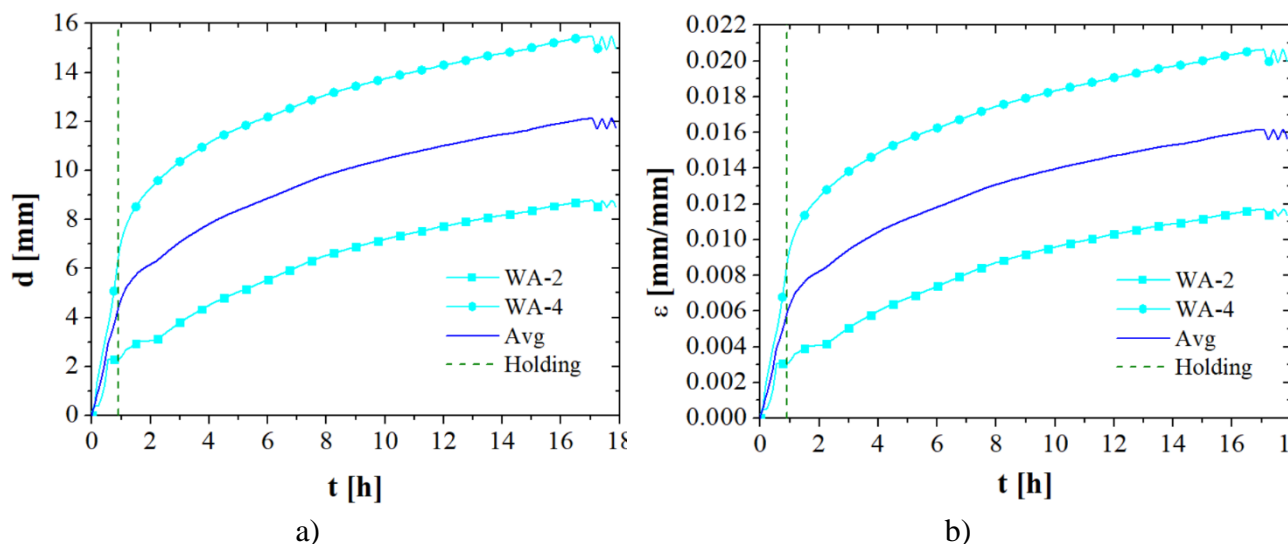 16
14
12
10
8
6
4
2
0
d [mm]
WA-2
WA-4
Avg
Holding
0 2 4 6 8 10 12 14 16 18
t [h]
a)
0.022
0.020
0.018
0.016
0.014
0.012
0.010
0.008
0.006
0.004
0.002
0.000
ε [mm/mm]
WA-2
WA-4
Avg
Holding
0 2 4 6 8 10 12 14 16
t [h]
b)